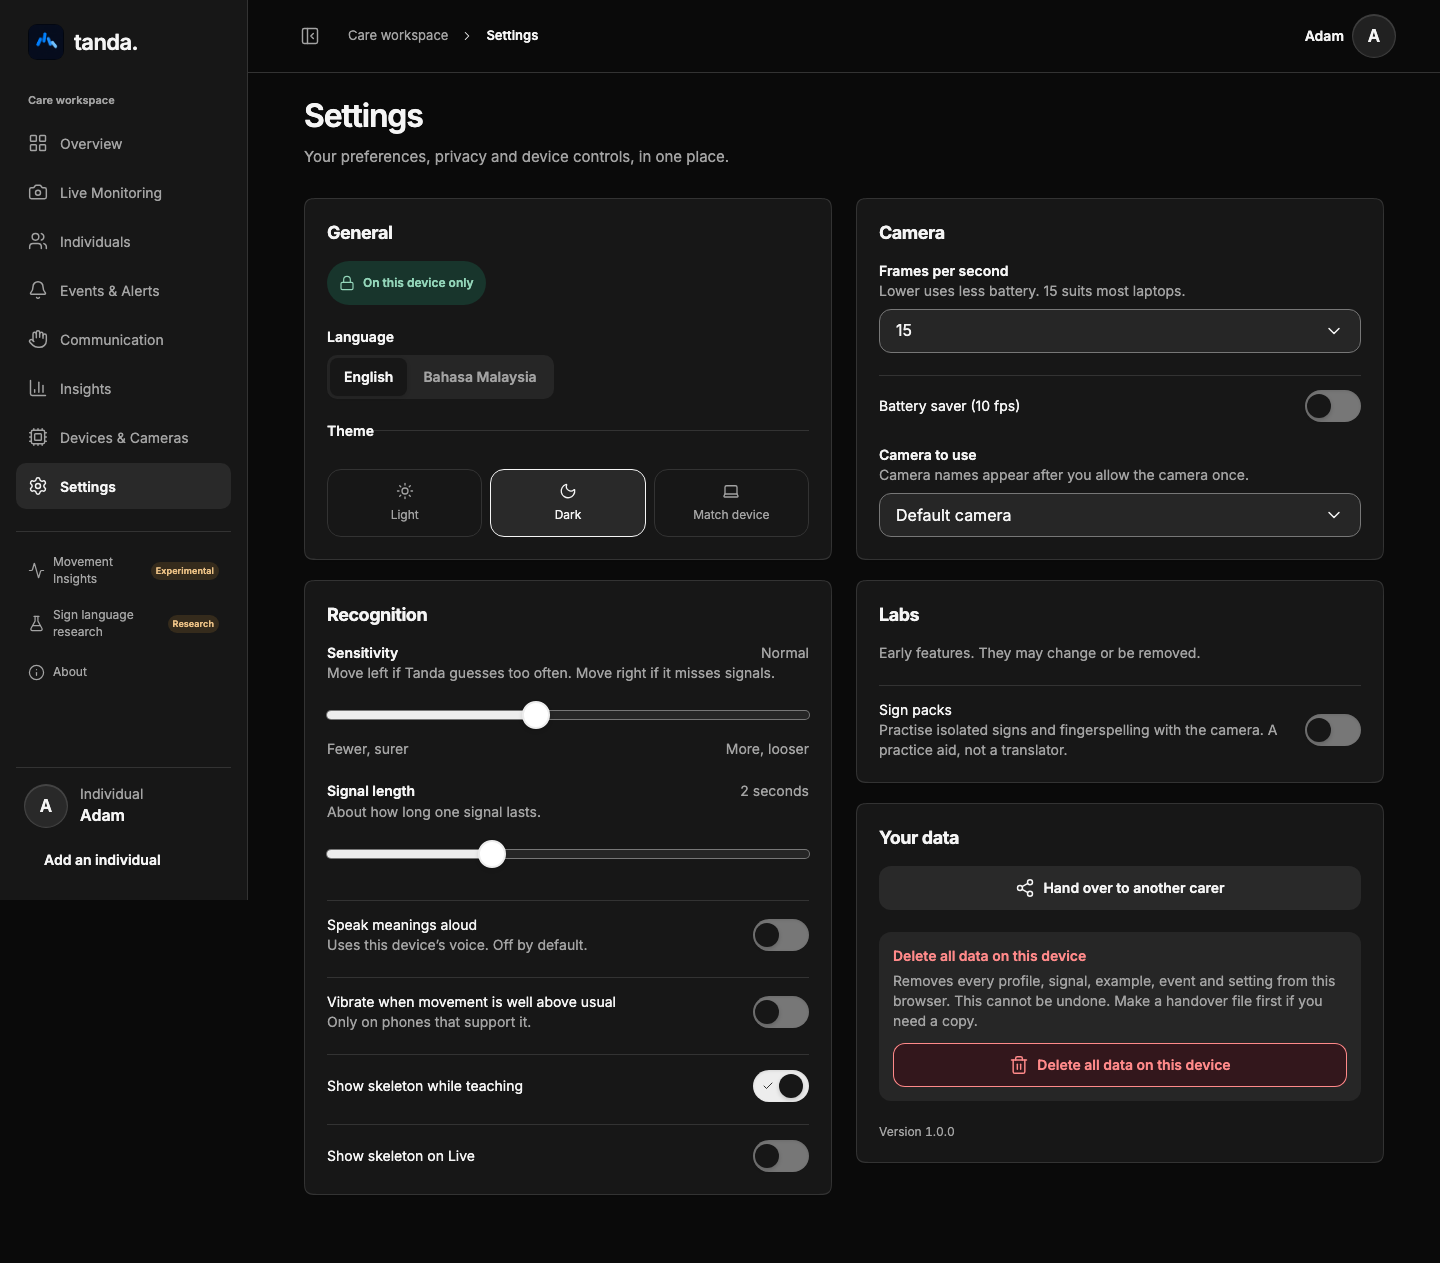 tanda.
Care workspace
Overview
Live Monitoring
Individuals
Events & Alerts
Communication
Insights
Devices & Cameras
Settings
Movement
Insights
Experimental
Sign language
research
Research
About
A
Individual
Adam
Add an individual
Care workspace
Settings
Adam
A
Settings
Your preferences, privacy and device controls, in one place.
General
On this device only
Language
English
Bahasa Malaysia
Theme
Light
Dark
Match device
Camera
Frames per second
Lower uses less battery. 15 suits most laptops.
15
Battery saver (10 fps)
Camera to use
Camera names appear after you allow the camera once.
Default camera
Recognition
Sensitivity
Normal
Move left if Tanda guesses too often. Move right if it misses signals.
Fewer, surer
More, looser
Signal length
2 seconds
About how long one signal lasts.
Speak meanings aloud
Uses this device’s voice. Off by default.
Vibrate when movement is well above usual
Only on phones that support it.
Show skeleton while teaching
Show skeleton on Live
Labs
Early features. They may change or be removed.
Sign packs
Practise isolated signs and fingerspelling with the camera. A
practice aid, not a translator.
Your data
Hand over to another carer
Delete all data on this device
Removes every profile, signal, example, event and setting from this
browser. This cannot be undone. Make a handover file first if you
need a copy.
Delete all data on this device
Version 1.0.0